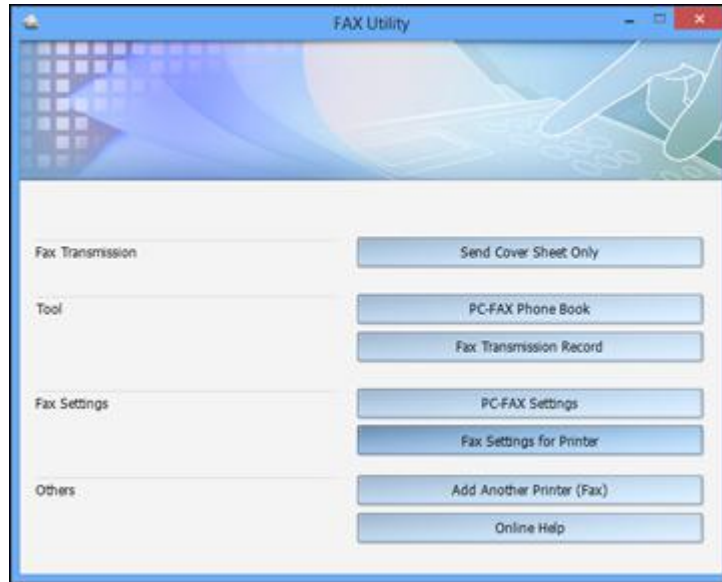 FAX Utility
Fax Transmission
Send Cover Sheet Only
Tool
PC-FAX Phone Book
Fax Transmission Record
Fax Settings
PC-FAX Settings
Fax Settings for Printer
Others
Add Another Printer (Fax)
Online Help